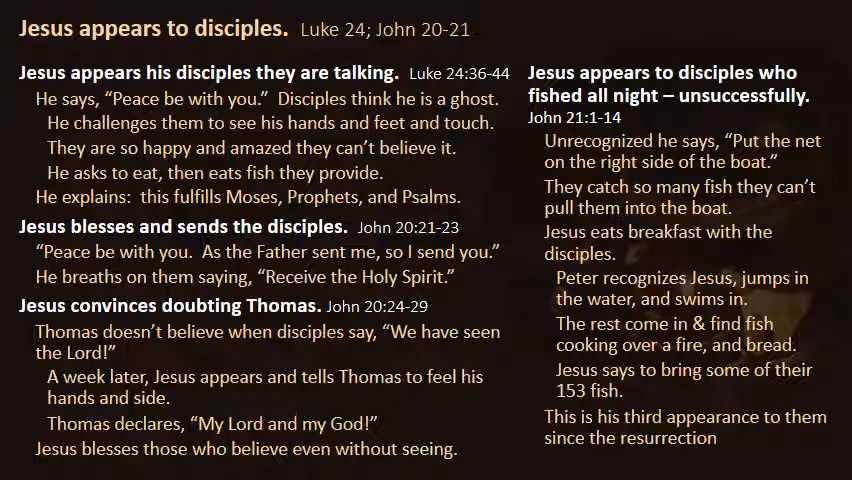 Jesus appears to disciples. Luke 24; John 20-21
Jesus appears his disciples they are talking. Luke 24:36-44
He says, “Peace be with you.” Disciples think he is a ghost.
He challenges them to see his hands and feet and touch.
They are so happy and amazed they can’t believe it.
He asks to eat, then eats fish they provide.
He explains: this fulfills Moses, Prophets, and Psalms.
Jesus blesses and sends the disciples. John 20:21-23
“Peace be with you. As the Father sent me, so I send you.”
He breaths on them saying, “Receive the Holy Spirit.”
Jesus convinces doubting Thomas. John 20:24-29
Thomas doesn’t believe when disciples say, “We have seen
the Lord!”
A week later, Jesus appears and tells Thomas to feel his
hands and side.
Thomas declares, “My Lord and my God!”
Jesus blesses those who believe even without seeing.
Jesus appears to disciples who
fished all night – unsuccessfully.
John 21:1-14
Unrecognized he says, “Put the net
on the right side of the boat.”
They catch so many fish they can’t
pull them into the boat.
Jesus eats breakfast with the
disciples.
Peter recognizes Jesus, jumps in
the water, and swims in.
The rest come in & find fish
cooking over a fire, and bread.
Jesus says to bring some of their
153 fish.
This is his third appearance to them
since the resurrection